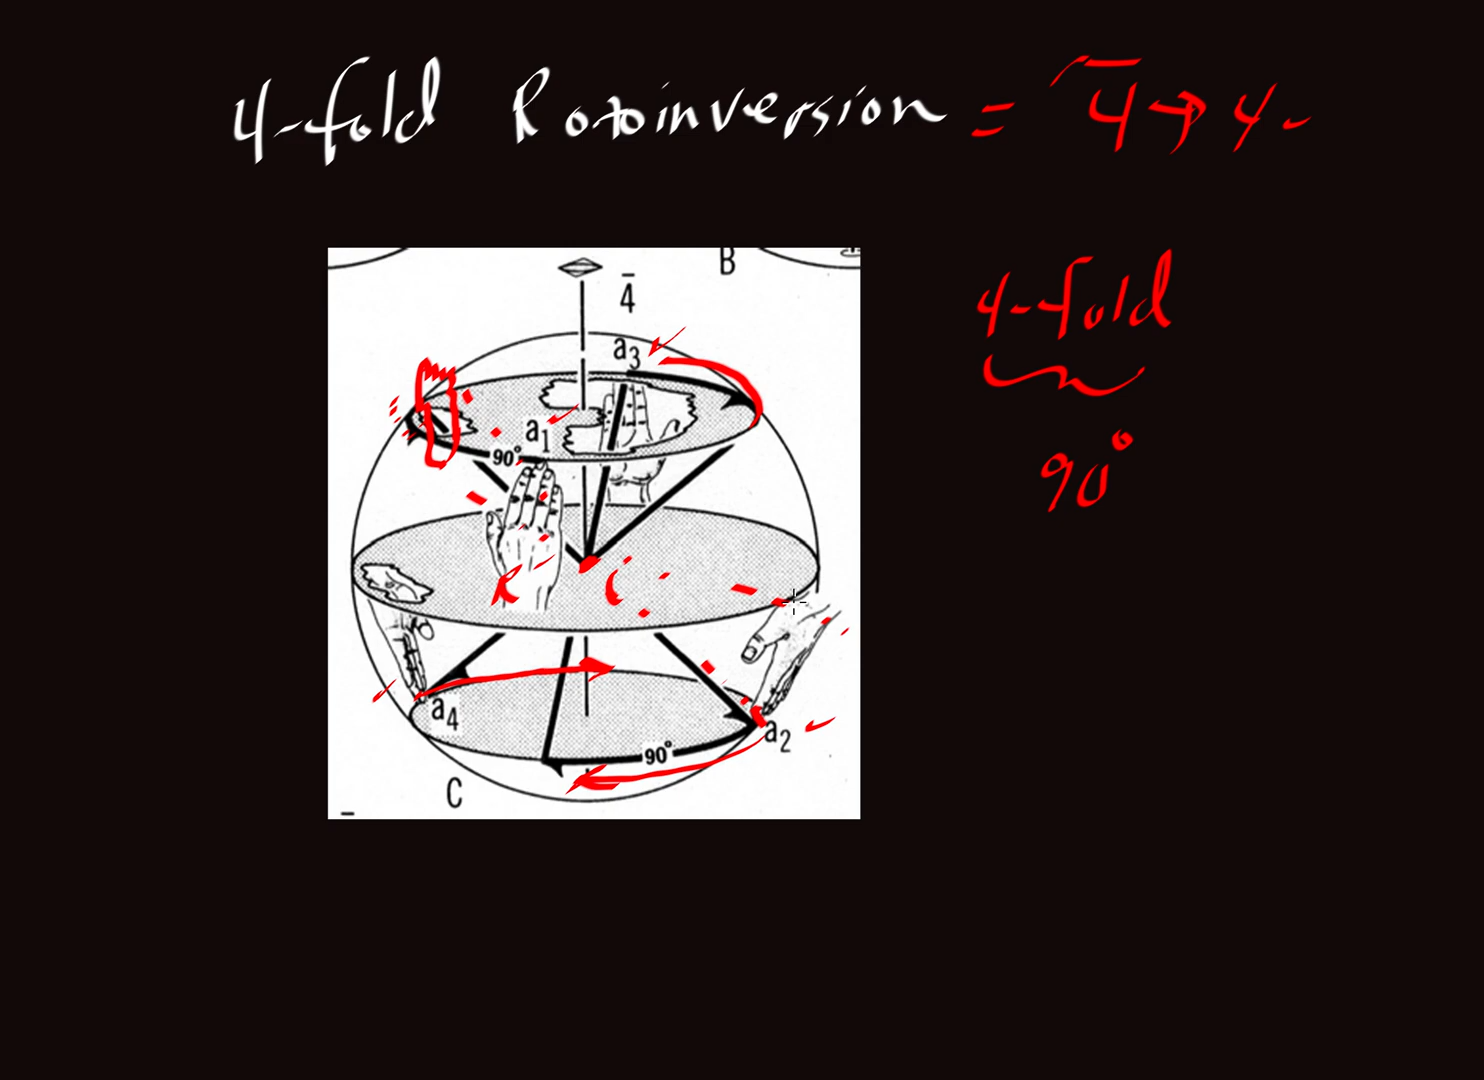 4-fold Rotoinversion = 4̅ → 4
B
4̅
4-fold
a3
a1
90°
90°
R
a4
a2
90°
C